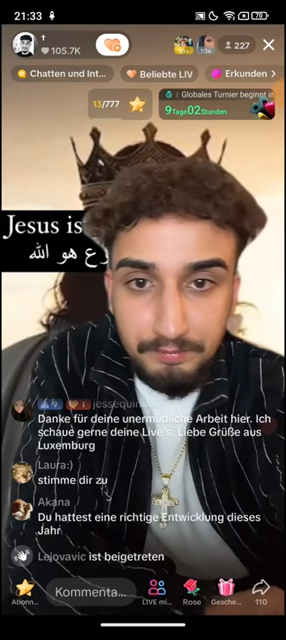 21:33
70
†
105.7K
10+
227
Chatten und Int...
Beliebte LIV
Erkunden
13/777
Globales Turnier beginnt in
9Tage02Stunden
Jesus is
هو الله
Danke für deine unermüdliche Arbeit hier. Ich
schaue gerne deine Live's. Liebe Grüße aus
Luxemburg
Laura:)
stimme dir zu
Akana
Du hattest eine richtige Entwicklung dieses
Jahr
Lejovavic ist beigetreten
Abonn...
Kommenta...
LIVE mi...
Rose
Gesche...
110